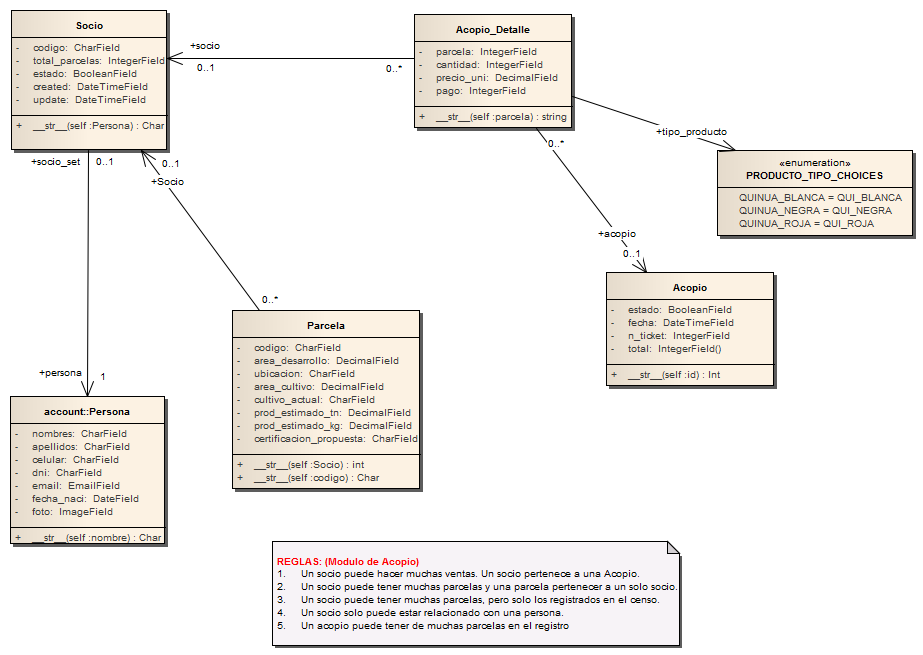 Socio
- codigo: CharField
- total_parcelas: IntegerField
- estado: BooleanField
- created: DateTimeField
- update: DateTimeField
+ __str__(self :Persona) : Char
+socio
0..1
0..*
Acopio_Detalle
- parcela: IntegerField
- cantidad: IntegerField
- precio_uni: DecimalField
- pago: IntegerField
+ __str__(self :parcela) : string
+tipo_producto
«enumeration»
PRODUCTO_TIPO_CHOICES
QUINUA_BLANCA = QUI_BLANCA
QUINUA_NEGRA = QUI_NEGRA
QUINUA_ROJA = QUI_ROJA
0..*
+acopio
0..1
Acopio
- estado: BooleanField
- fecha: DateTimeField
- n_ticket: IntegerField
- total: IntegerField()
+ __str__(self :id) : Int
+socio_set
0..1
0..1
+Socio
0..*
Parcela
- codigo: CharField
- area_desarrollo: DecimalField
- ubicacion: CharField
- area_cultivo: DecimalField
- cultivo_actual: CharField
- prod_estimado_tn: DecimalField
- prod_estimado_kg: DecimalField
- certificacion_propuesta: CharField
+ __str__(self :Socio) : int
+ __str__(self :codigo) : Char
+persona
1
account::Persona
- nombres: CharField
- apellidos: CharField
- celular: CharField
- dni: CharField
- email: EmailField
- fecha_naci: DateField
- foto: ImageField
+ __str__(self :nombre) : Char
REGLAS: (Modulo de Acopio)
1. Un socio puede hacer muchas ventas. Un socio pertenece a una Acopio.
2. Un socio puede tener muchas parcelas y una parcela pertenecer a un solo socio.
3. Un socio puede tener muchas parcelas, pero solo los registrados en el censo.
4. Un socio solo puede estar relacionado con una persona.
5. Un acopio puede tener de muchas parcelas en el registro